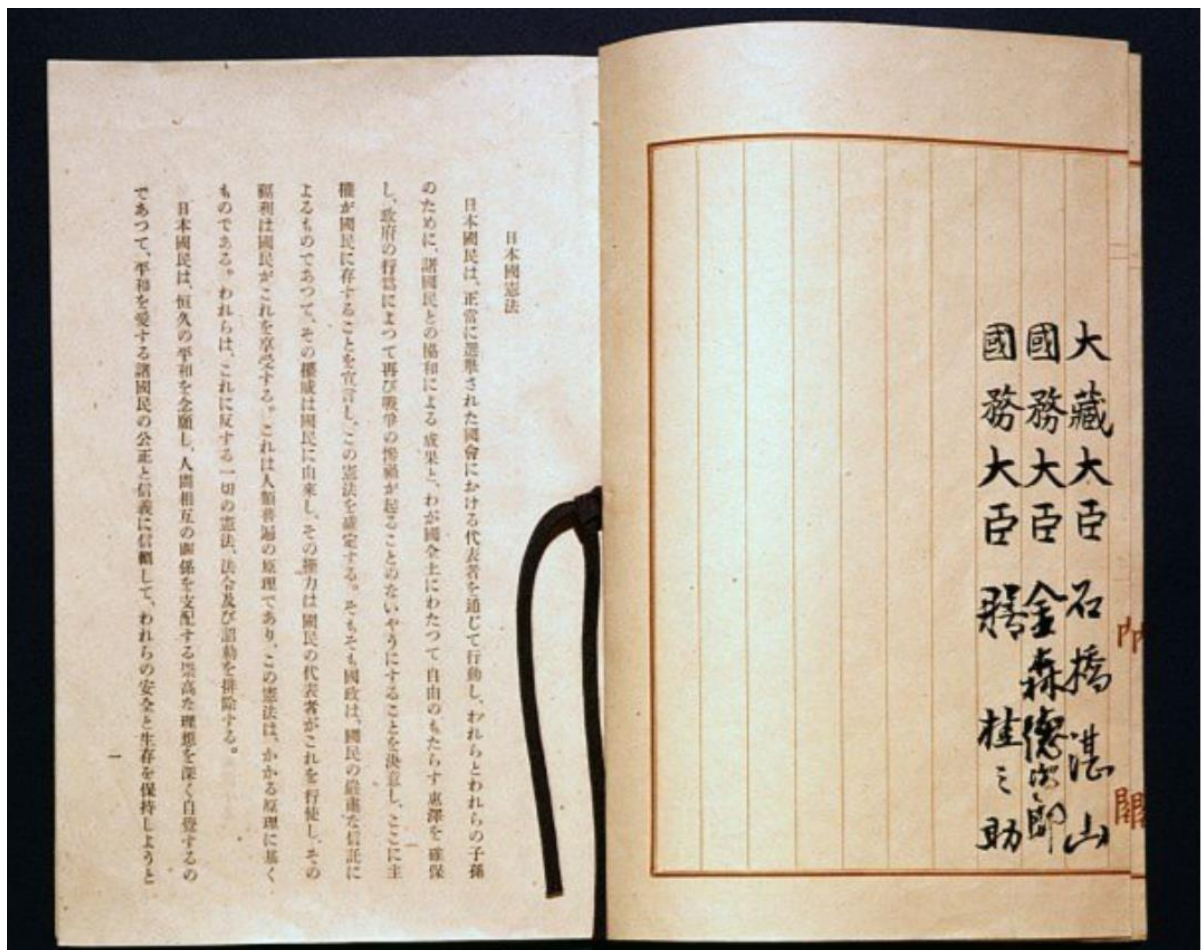 大藏大臣 石橋湛山
國務大臣 金森德次郎
國務大臣 膳 桂之助
內閣
日本國憲法
日本國民は、正當に選擧された國會における代表者を通じて行動し、われらとわれらの子孫
のために、諸國民との協和による成果と、わが國全土にわたつて自由のもたらす惠澤を確保
し、政府の行爲によつて再び戰爭の慘禍が起ることのないやうにすることを決意し、ここに主
權が國民に存することを宣言し、この憲法を確定する。そもそも國政は、國民の嚴肅な信託に
よるものであつて、その權威は國民に由來し、その權力は國民の代表者がこれを行使し、その
福利は國民がこれを享受する。これは人類普遍の原理であり、この憲法は、かかる原理に基く
ものである。われらは、これに反する一切の憲法、法令及び詔勅を排除する。
日本國民は、恒久の平和を念願し、人間相互の關係を支配する崇高な理想を深く自覺するの
であつて、平和を愛する諸國民の公正と信義に信賴して、われらの安全と生存を保持しようと
一